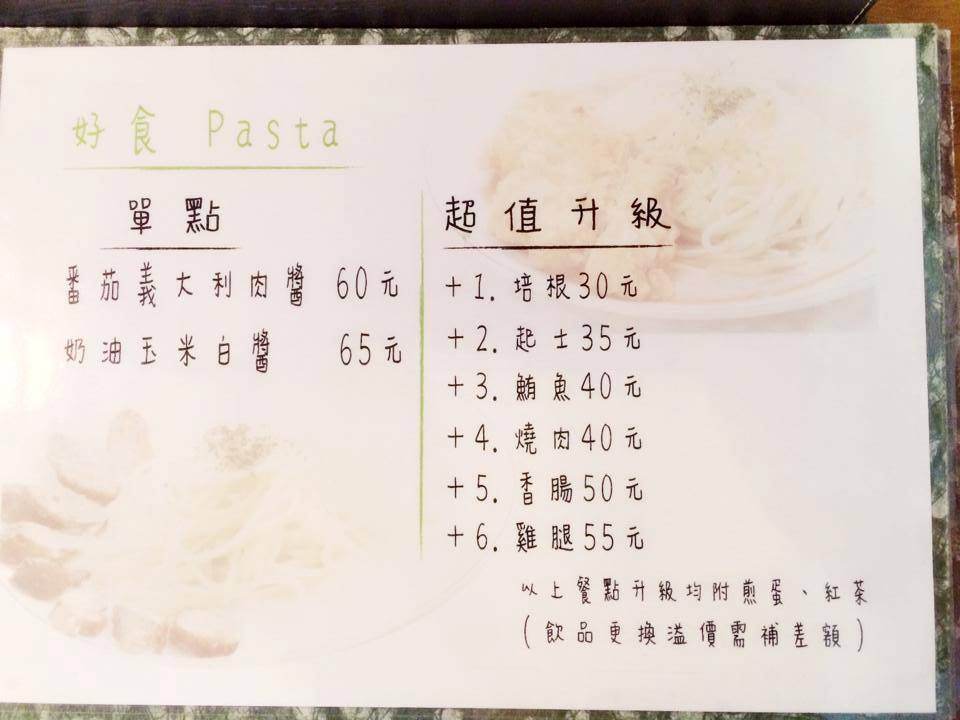 好食 Pasta
單點
番茄義大利肉醬 60元
奶油玉米白醬 65元
超值升級
+1. 培根30元
+2. 起士35元
+3. 鮪魚40元
+4. 燒肉40元
+5. 香腸50元
+6. 雞腿55元
以上餐點升級均附煎蛋、紅茶
(飲品更換溢價需補差額)